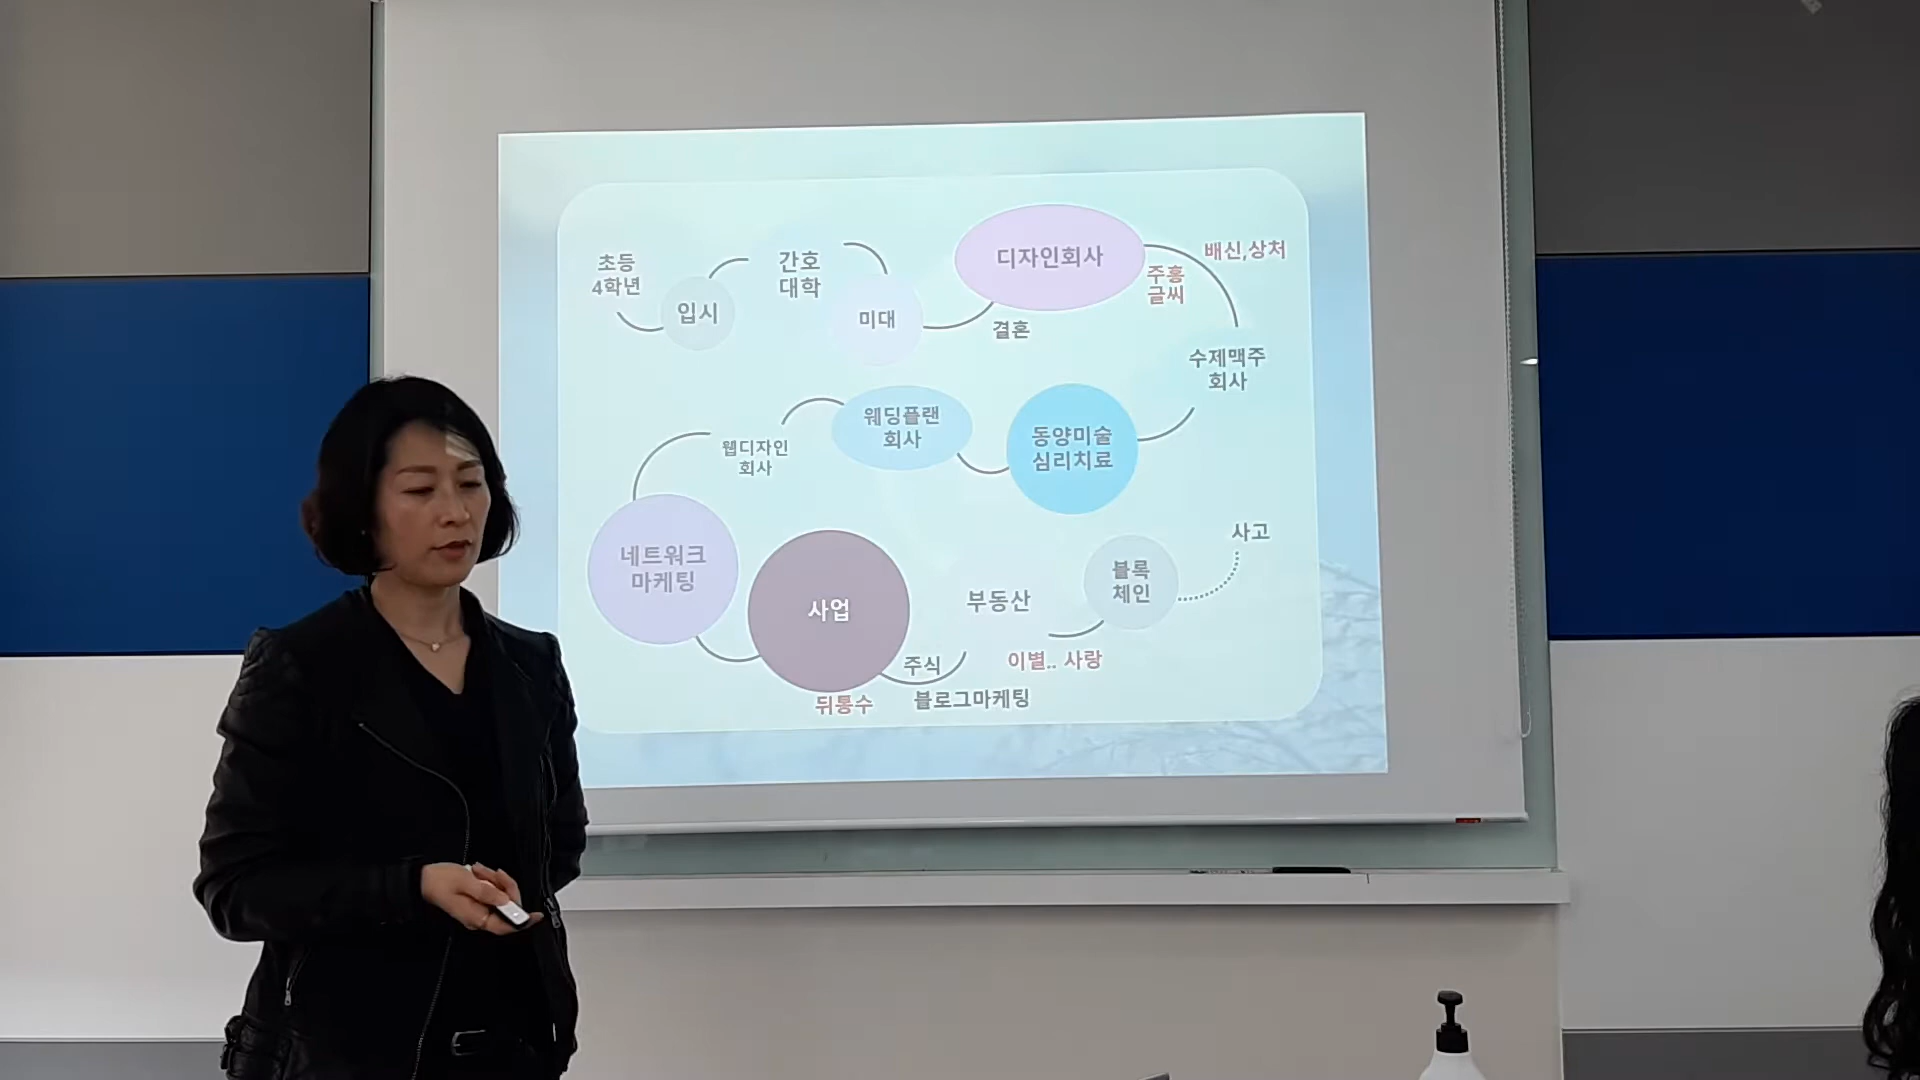 초등
4학년
입시
간호
대학
미대
결혼
디자인회사
주홍
글씨
배신,상처
수제맥주
회사
동양미술
심리치료
웨딩플랜
회사
웹디자인
회사
네트워크
마케팅
사업
뒤통수
주식
블로그마케팅
부동산
이별.. 사랑
블록
체인
사고